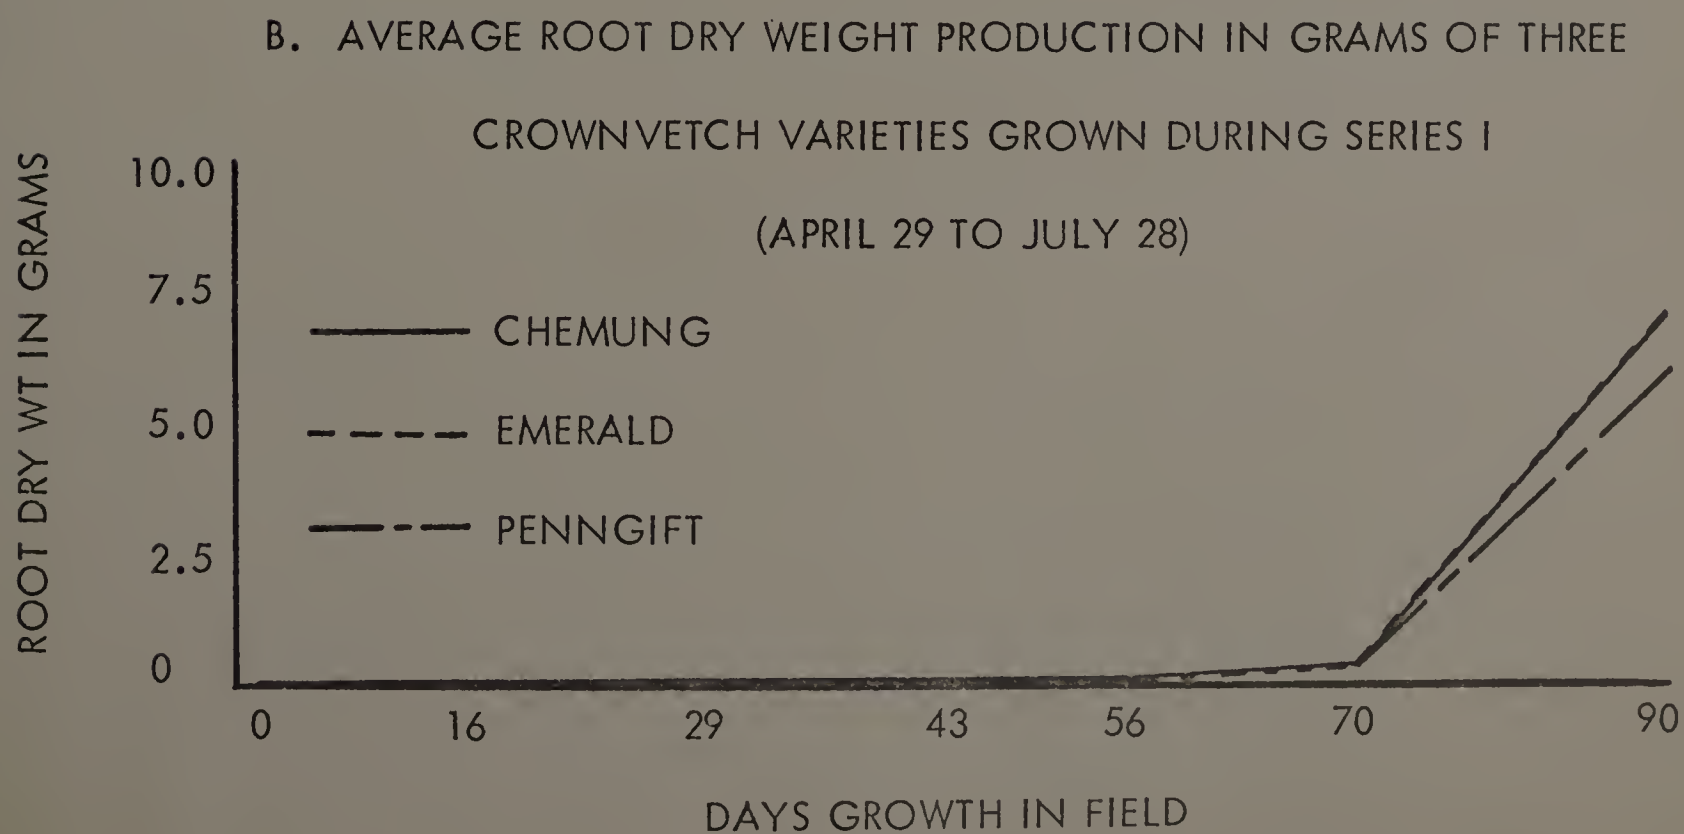 B. AVERAGE ROOT DRY WEIGHT PRODUCTION IN GRAMS OF THREE
CROWNVETCH VARIETIES GROWN DURING SERIES I
(APRIL 29 TO JULY 28)
ROOT DRY WT IN GRAMS
10.0
7.5
5.0
2.5
0
CHEMUNG
EMERALD
PENNGIFT
0 16 29 43 56 70 90
DAYS GROWTH IN FIELD